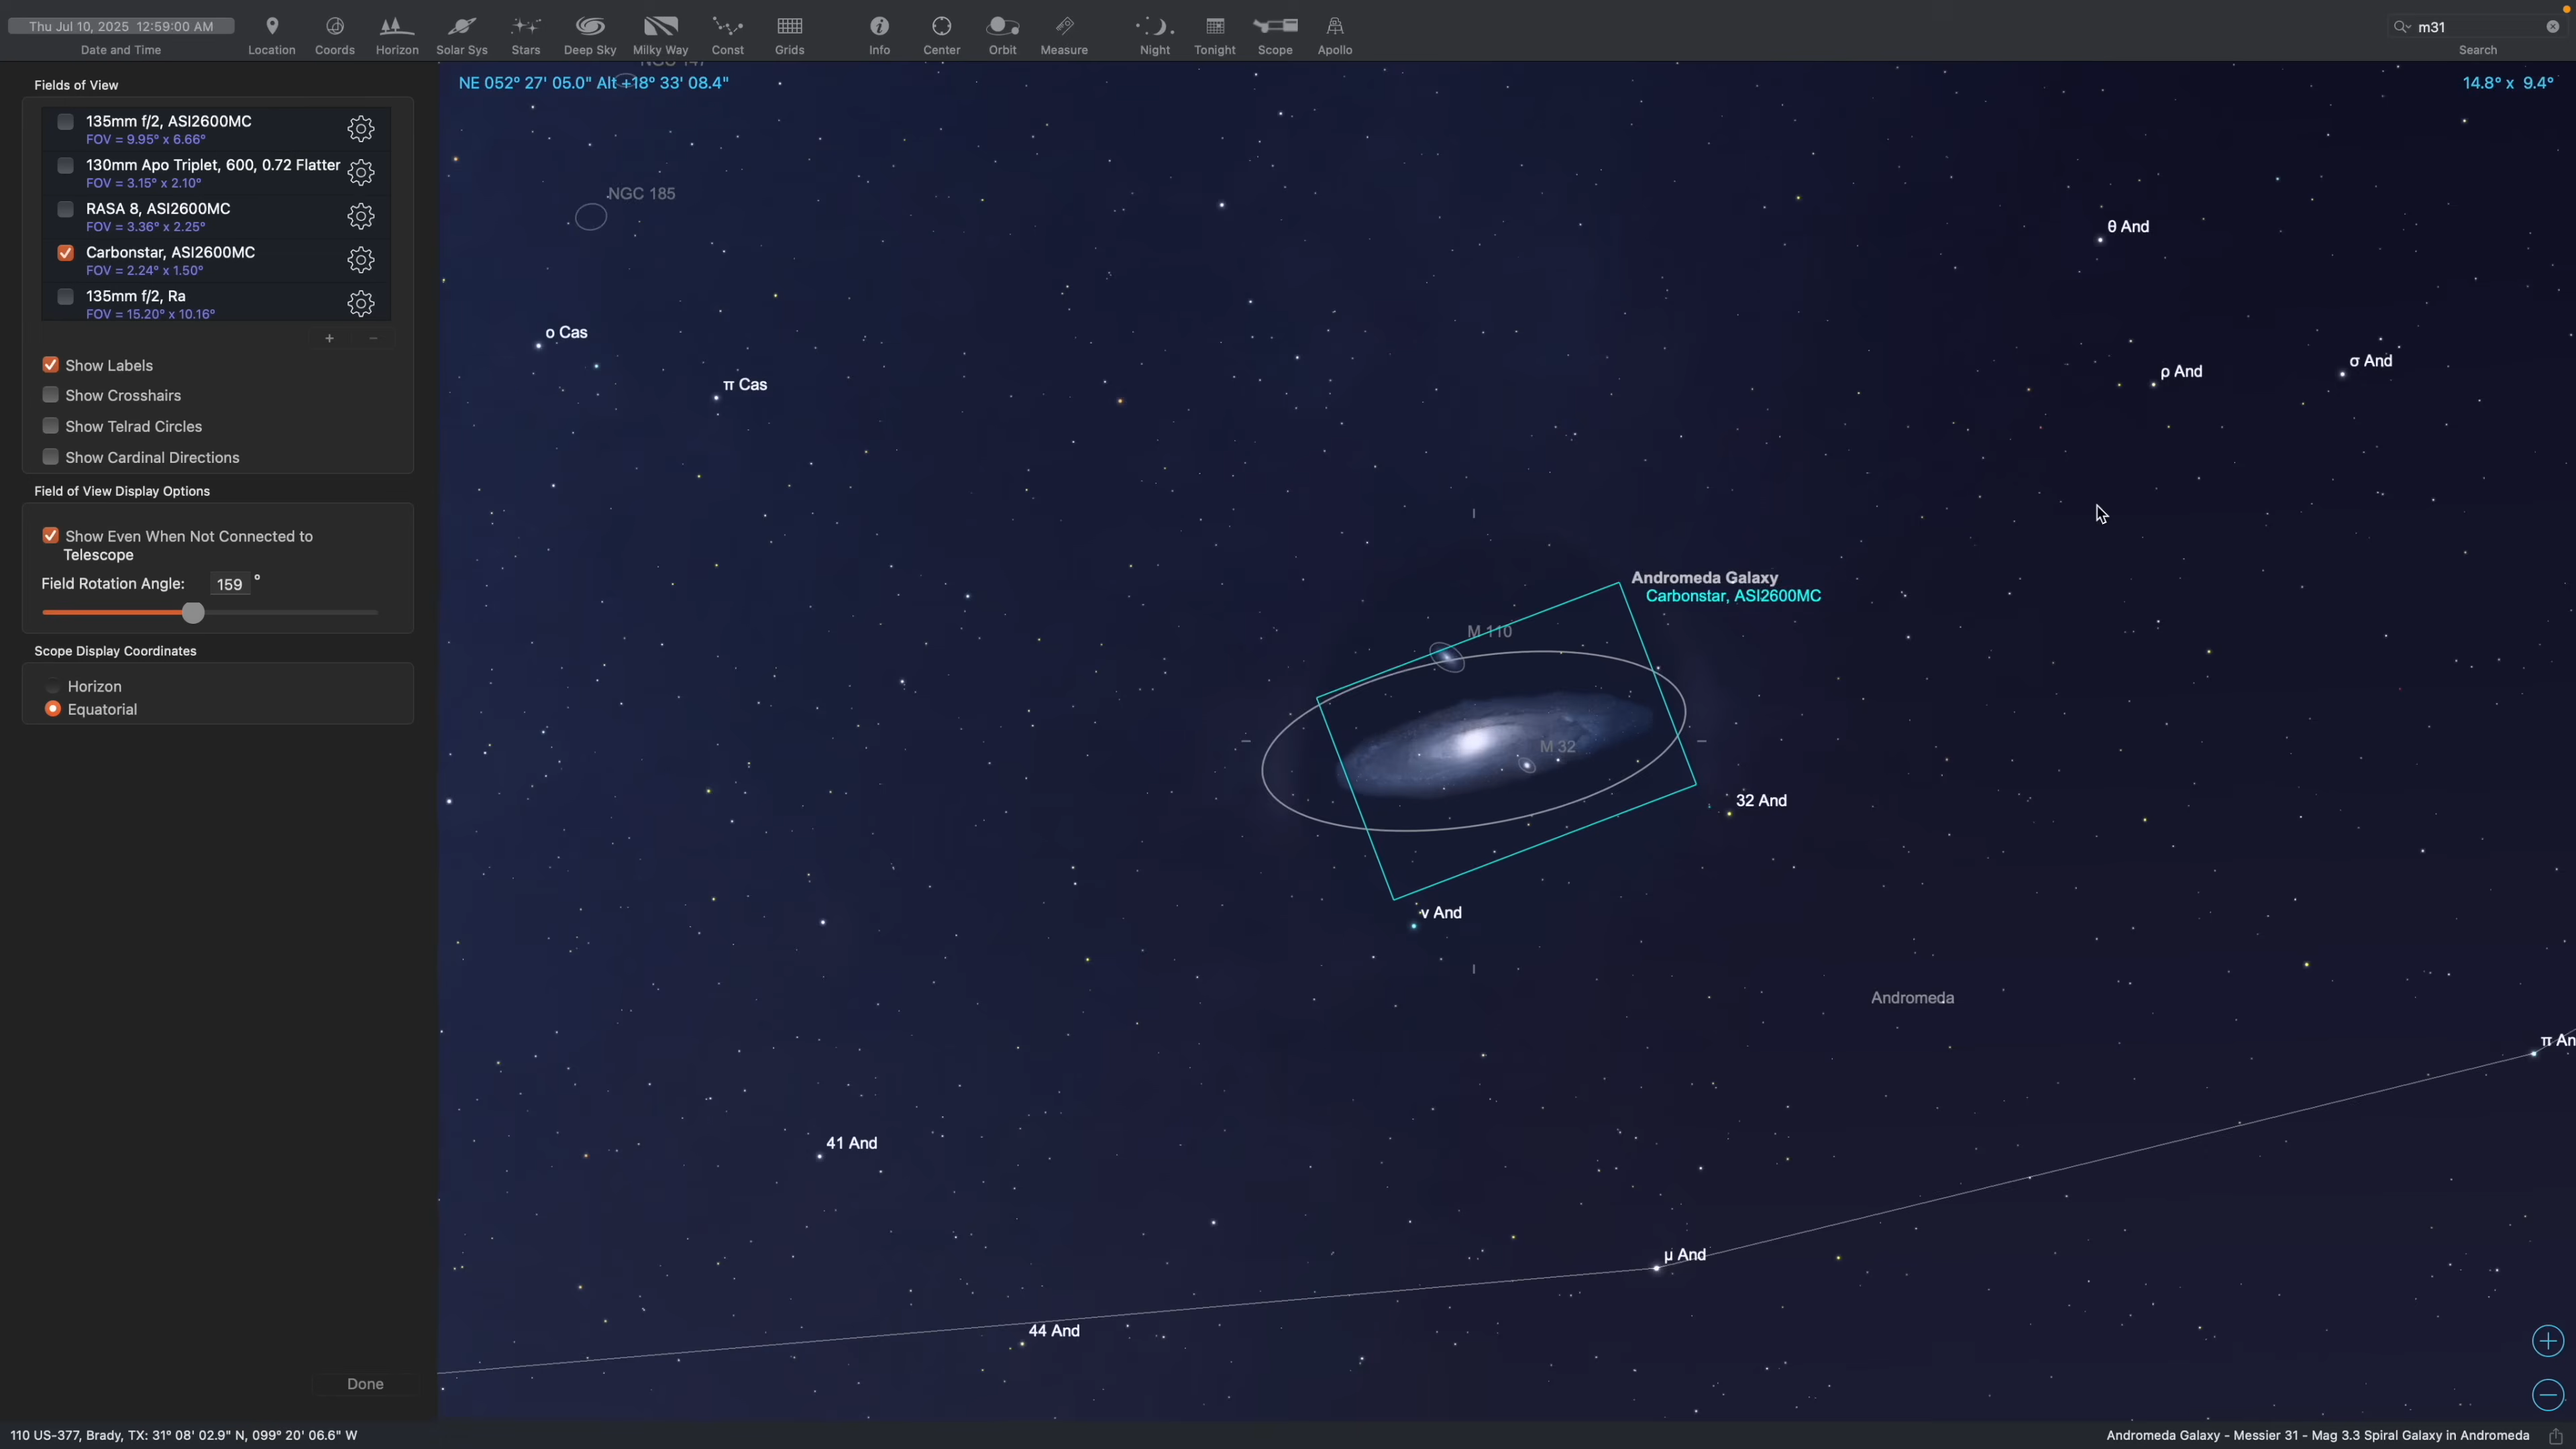 Thu Jul 10, 2025 12:59:00 AM
m31
Date and Time
Location
Coords
Horizon
Solar Sys
Stars
Deep Sky
Milky Way
Const
Grids
Info
Center
Orbit
Measure
Night
Tonight
Scope
Apollo
Search
Fields of View
135mm f/2, ASI2600MC
FOV = 9.95° x 6.66°
130mm Apo Triplet, 600, 0.72 Flatter
FOV = 3.15° x 2.10°
RASA 8, ASI2600MC
FOV = 3.36° x 2.25°
Carbonstar, ASI2600MC
FOV = 2.24° x 1.50°
135mm f/2, Ra
FOV = 15.20° x 10.16°
+
−
Show Labels
Show Crosshairs
Show Telrad Circles
Show Cardinal Directions
Field of View Display Options
Show Even When Not Connected to
Telescope
Field Rotation Angle: 159 °
Scope Display Coordinates
Horizon
Equatorial
Done
NGC 147
NE 052° 27' 05.0" Alt +18° 33' 08.4"
14.8° x 9.4°
NGC 185
θ And
ο Cas
σ And
ρ And
π Cas
Andromeda Galaxy
Carbonstar, ASI2600MC
M 110
M 32
32 And
ν And
Andromeda
π An
41 And
μ And
44 And
110 US-377, Brady, TX: 31° 08' 02.9" N, 099° 20' 06.6" W
Andromeda Galaxy - Messier 31 - Mag 3.3 Spiral Galaxy in Andromeda